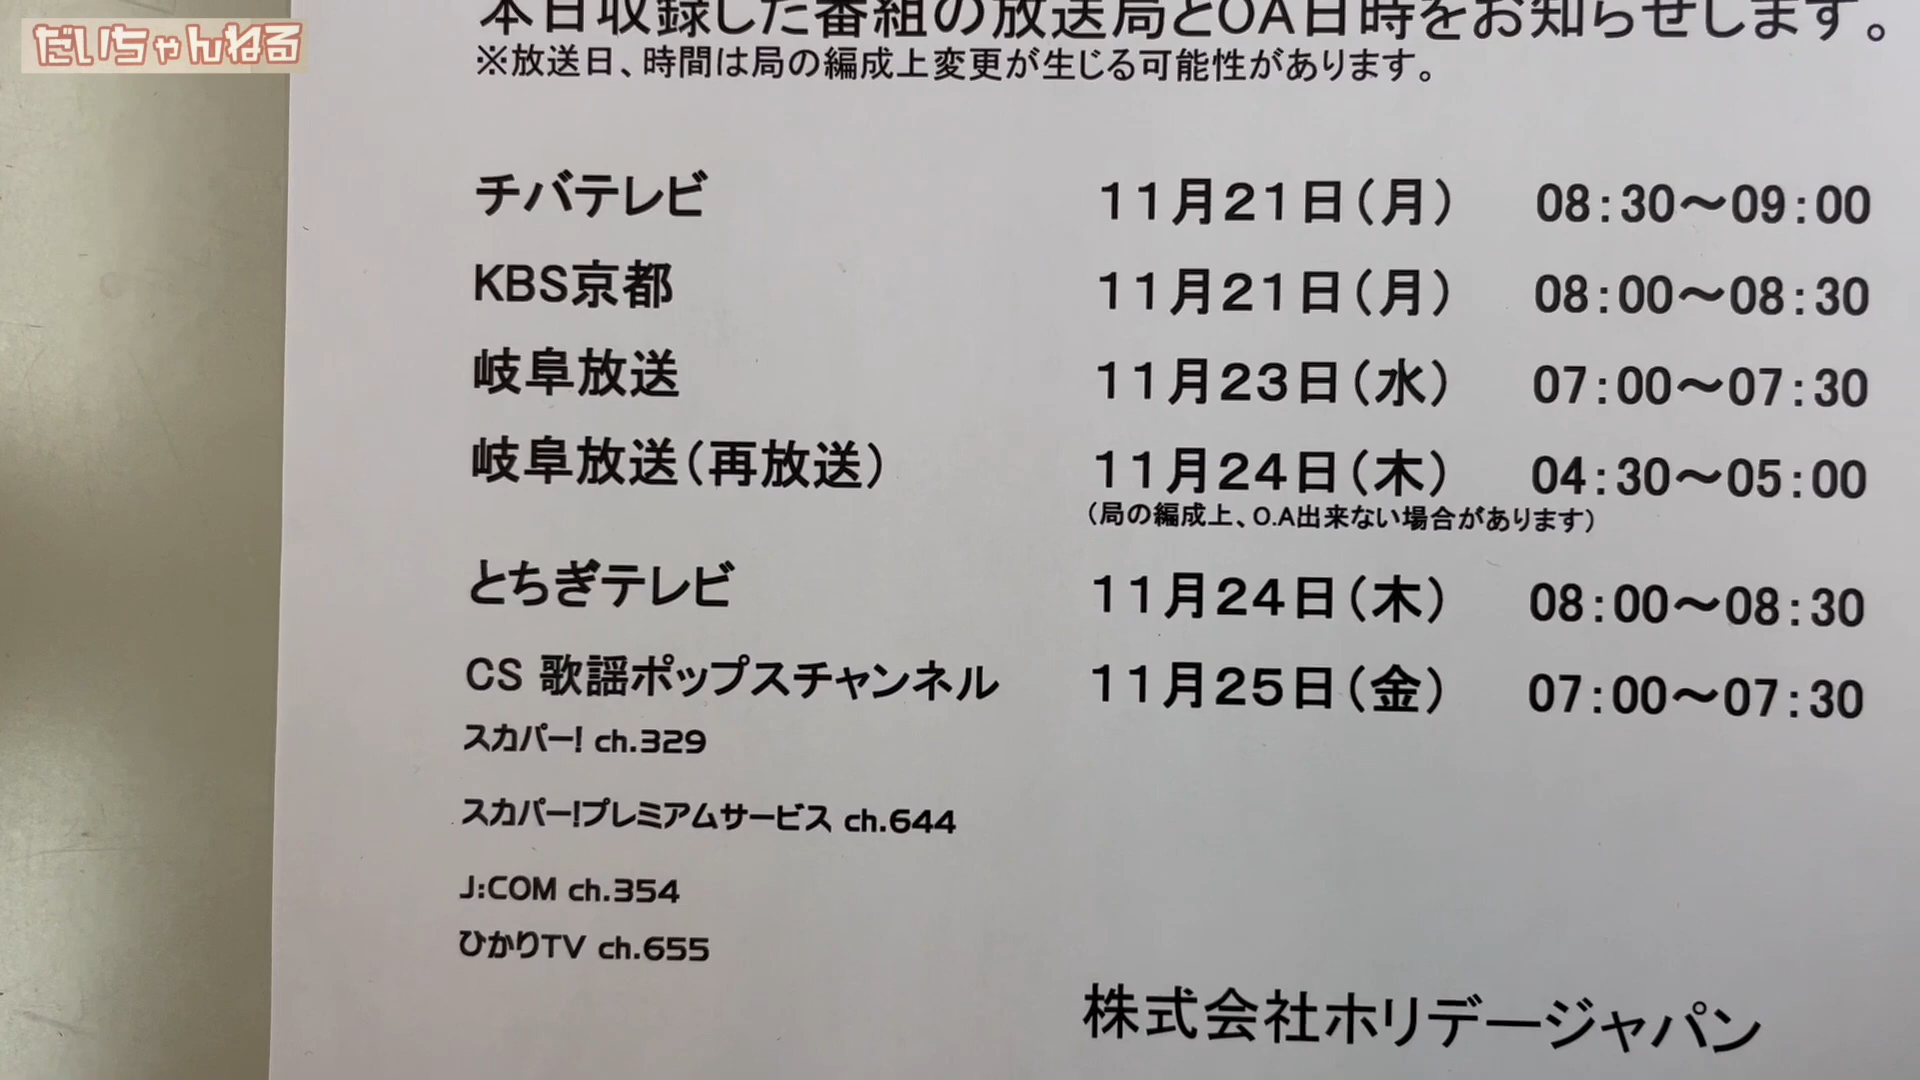 だいちゃんねる
本日収録した番組の放送局とOA日時をお知らせします。
※放送日、時間は局の編成上変更が生じる可能性があります。
チバテレビ 11月21日(月) 08:30〜09:00
KBS京都 11月21日(月) 08:00〜08:30
岐阜放送 11月23日(水) 07:00〜07:30
岐阜放送(再放送) 11月24日(木) 04:30〜05:00
(局の編成上、O.A出来ない場合があります)
とちぎテレビ 11月24日(木) 08:00〜08:30
CS 歌謡ポップスチャンネル 11月25日(金) 07:00〜07:30
スカパー! ch.329
スカパー!プレミアムサービス ch.644
J:COM ch.354
ひかりTV ch.655
株式会社ホリデージャパン